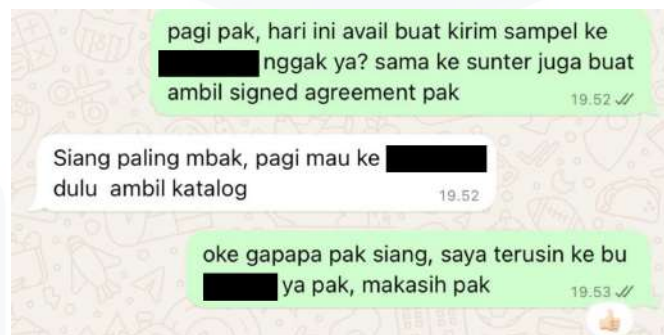 pagi pak, hari ini avail buat kirim sampel ke
nggak ya? sama ke sunter juga buat
ambil signed agreement pak
19.52
Siang paling mbak, pagi mau ke
dulu ambil katalog
19.52
oke gapapa pak siang, saya terusin ke bu
ya pak, makasih pak
19.53